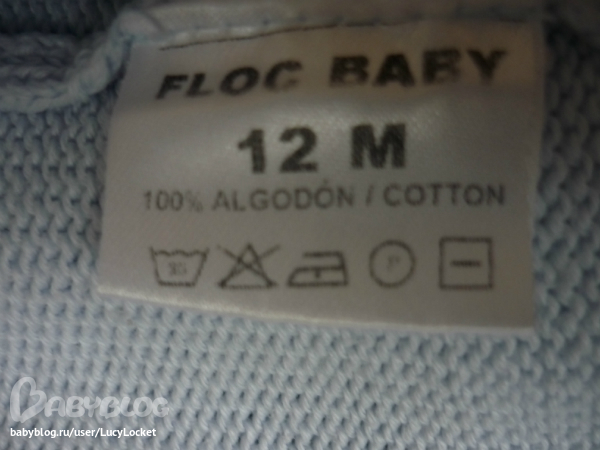 FLOC BABY
12 M
100% ALGODÓN / COTTON
P
BABYBLOG
babyblog.ru/user/LucyLocket